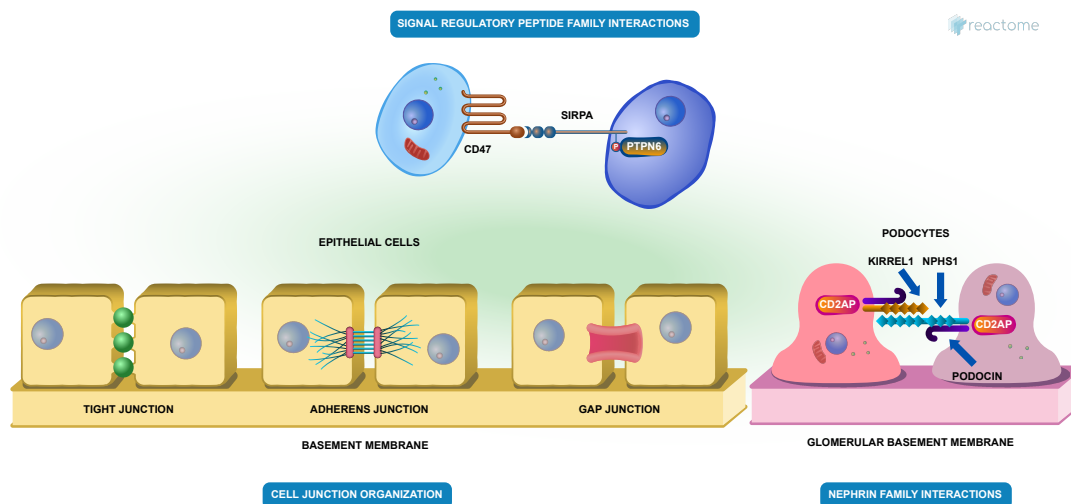 SIGNAL REGULATORY PEPTIDE FAMILY INTERACTIONS
reactome
SIRPA
CD47
P
PTPN6
EPITHELIAL CELLS
PODOCYTES
KIRREL1 NPHS1
CD2AP
CD2AP
PODOCIN
TIGHT JUNCTION
ADHERENS JUNCTION
GAP JUNCTION
BASEMENT MEMBRANE
GLOMERULAR BASEMENT MEMBRANE
CELL JUNCTION ORGANIZATION
NEPHRIN FAMILY INTERACTIONS